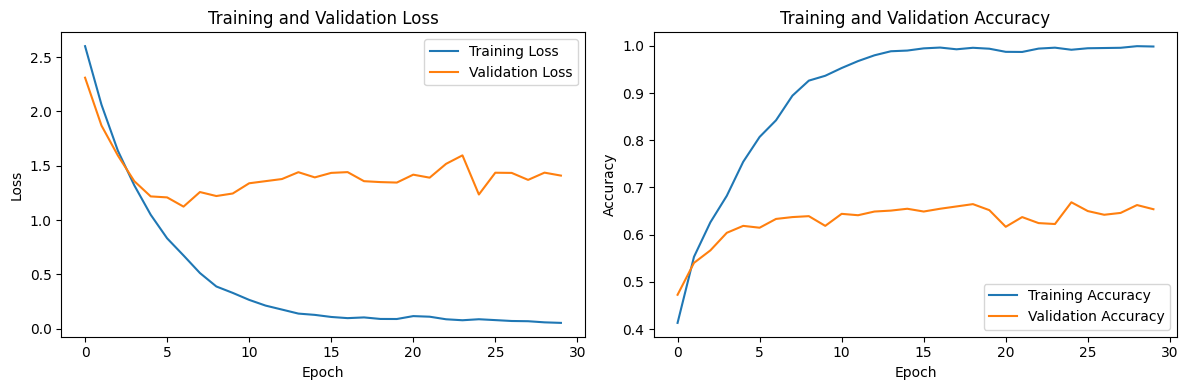 Training and Validation Loss
Training Loss
Validation Loss
2.5
2.0
1.5
1.0
0.5
0.0
Loss
0
5
10
15
20
25
30
Epoch
Training and Validation Accuracy
1.0
0.9
0.8
0.7
0.6
0.5
0.4
Accuracy
Training Accuracy
Validation Accuracy
0
5
10
15
20
25
30
Epoch